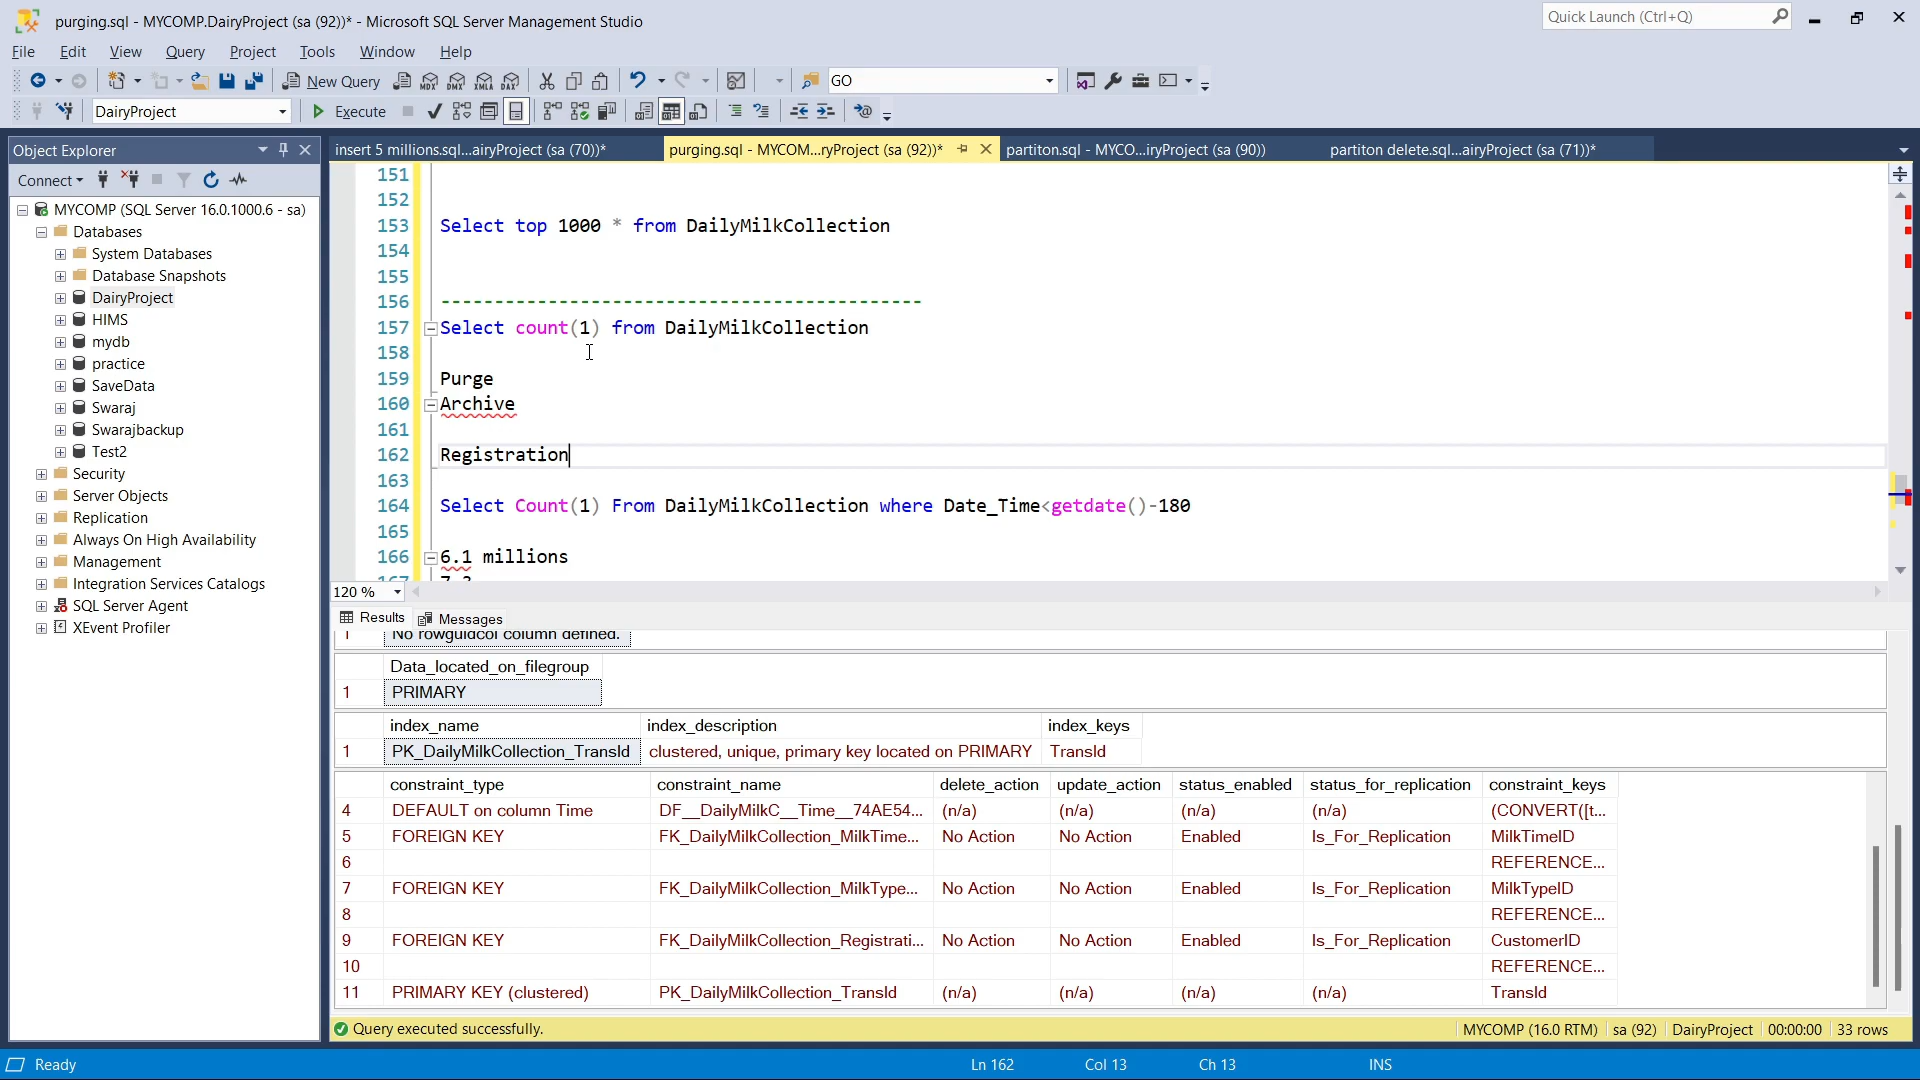 purging.sql - MYCOMP.DairyProject (sa (92))* - Microsoft SQL Server Management Studio
Quick Launch (Ctrl+Q)
File Edit View Query Project Tools Window Help
New Query
MDX DMX XMLA DAX
GO
DairyProject
Execute
Object Explorer
insert 5 millions.sql...airyProject (sa (70))*
purging.sql - MYCOM...ryProject (sa (92))*
partiton.sql - MYCO...iryProject (sa (90))
partiton delete.sql...airyProject (sa (71))*
Connect
MYCOMP (SQL Server 16.0.1000.6 - sa)
Databases
System Databases
Database Snapshots
DairyProject
HIMS
mydb
practice
SaveData
Swaraj
Swarajbackup
Test2
Security
Server Objects
Replication
Always On High Availability
Management
Integration Services Catalogs
SQL Server Agent
XEvent Profiler
151
152
153 Select top 1000 * from DailyMilkCollection
154
155
156 ---------------------------------------------
157 Select count(1) from DailyMilkCollection
158
159 Purge
160 Archive
161
162 Registration
163
164 Select Count(1) From DailyMilkCollection where Date_Time<getdate()-180
165
166 6.1 millions
120 %
Results Messages
1 No rowguidcol column defined.
Data_located_on_filegroup
1 PRIMARY
index_name index_description index_keys
1 PK_DailyMilkCollection_TransId clustered, unique, primary key located on PRIMARY TransId
constraint_type constraint_name delete_action update_action status_enabled status_for_replication constraint_keys
4 DEFAULT on column Time DF__DailyMilkC__Time__74AE54... (n/a) (n/a) (n/a) (n/a) (CONVERT([t...
5 FOREIGN KEY FK_DailyMilkCollection_MilkTime... No Action No Action Enabled Is_For_Replication MilkTimeID
6 REFERENCE...
7 FOREIGN KEY FK_DailyMilkCollection_MilkType... No Action No Action Enabled Is_For_Replication MilkTypeID
8 REFERENCE...
9 FOREIGN KEY FK_DailyMilkCollection_Registrati... No Action No Action Enabled Is_For_Replication CustomerID
10 REFERENCE...
11 PRIMARY KEY (clustered) PK_DailyMilkCollection_TransId (n/a) (n/a) (n/a) (n/a) TransId
Query executed successfully.
MYCOMP (16.0 RTM) sa (92) DairyProject 00:00:00 33 rows
Ready
Ln 162 Col 13 Ch 13 INS